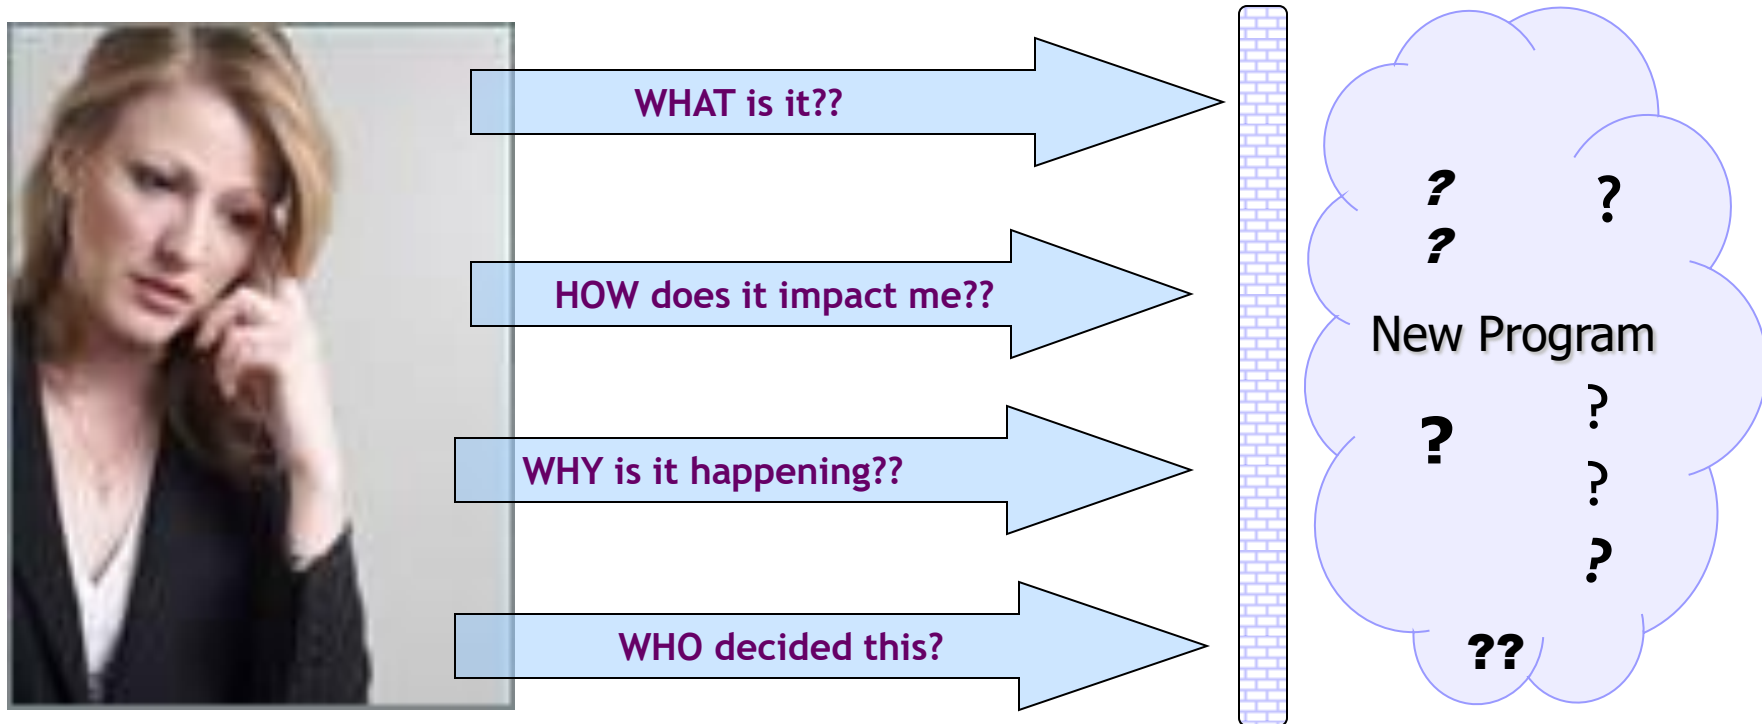 WHAT is it??
HOW does it impact me??
WHY is it happening??
WHO decided this?
? ?
?
New Program
?
?
?
?
??